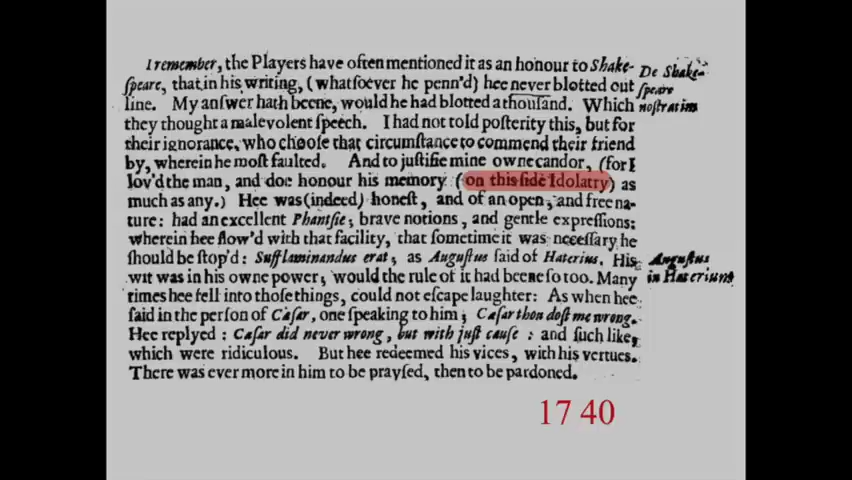 I remember, the Players have often mentioned it as an honour to Shake-
ſpeare, that in his writing, (whatſoever he penn'd) hee never blotted out
line. My anſwer hath beene, would he had blotted a thouſand. Which
they thought a malevolent ſpeech. I had not told poſterity this, but for
their ignorance, who chooſe that circumſtance to commend their friend
by, wherein he moſt faulted. And to juſtifie mine owne candor, (for I
lov'd the man, and doe honour his memory (on this ſide Idolatry) as
much as any.) Hee was (indeed) honeſt, and of an open, and free na-
ture: had an excellent Phantſie; brave notions, and gentle expreſſions:
wherein hee flow'd with that facility, that ſometime it was neceſſary he
ſhould be ſtop'd: Sufflaminandus erat; as Auguſtus ſaid of Haterius. His
wit was in his owne power; would the rule of it had beene ſo too. Many
times hee fell into thoſe things, could not eſcape laughter: As when hee
ſaid in the perſon of Cæſar, one ſpeaking to him; Cæſar thou doſt me wrong.
Hee replyed: Cæſar did never wrong, but with juſt cauſe: and ſuch like,
which were ridiculous. But hee redeemed his vices, with his vertues.
There was ever more in him to be prayſed, then to be pardoned.
De Shake-
ſpeare
noſtrat:
Auguſtus
in Haterium
17 40